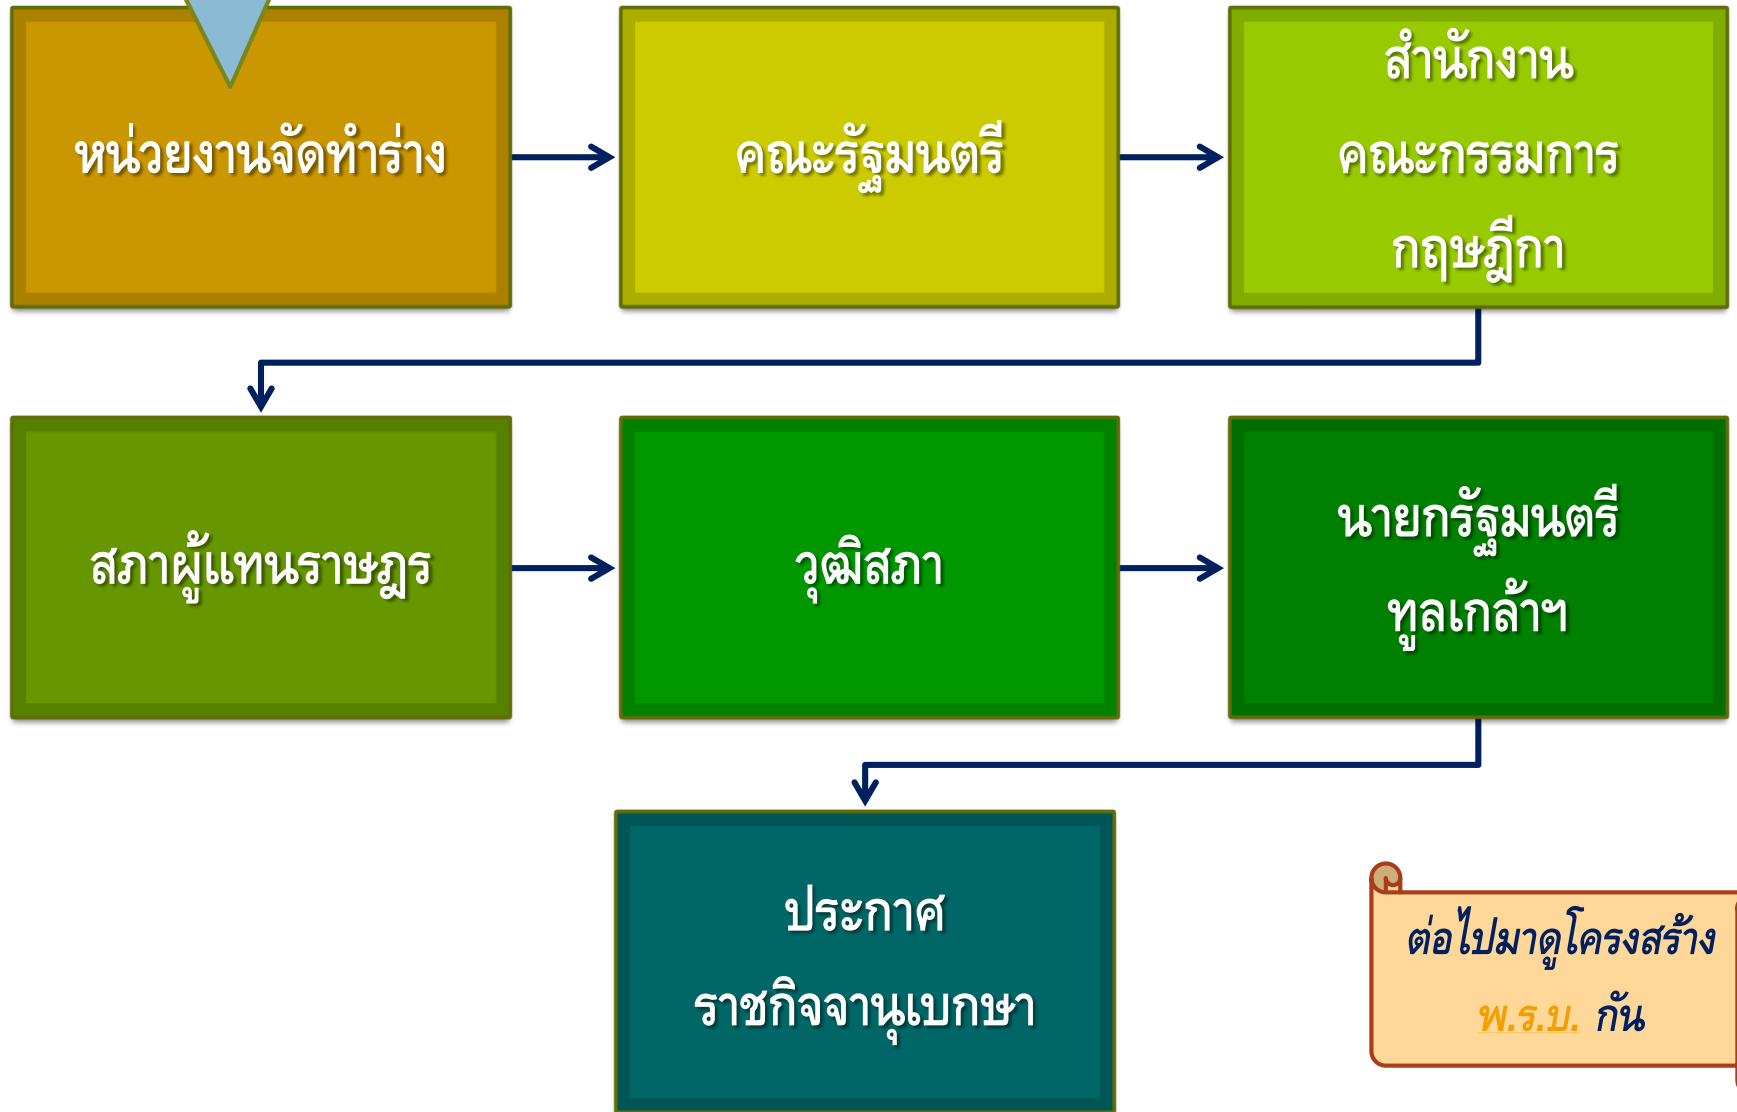 หน่วยงานจัดทำร่าง
คณะรัฐมนตรี
สำนักงาน
คณะกรรมการ
กฤษฎีกา
สภาผู้แทนราษฎร
วุฒิสภา
นายกรัฐมนตรี
ทูลเกล้าฯ
ประกาศ
ราชกิจจานุเบกษา
ต่อไปมาดูโครงสร้าง
พ.ร.บ. กัน